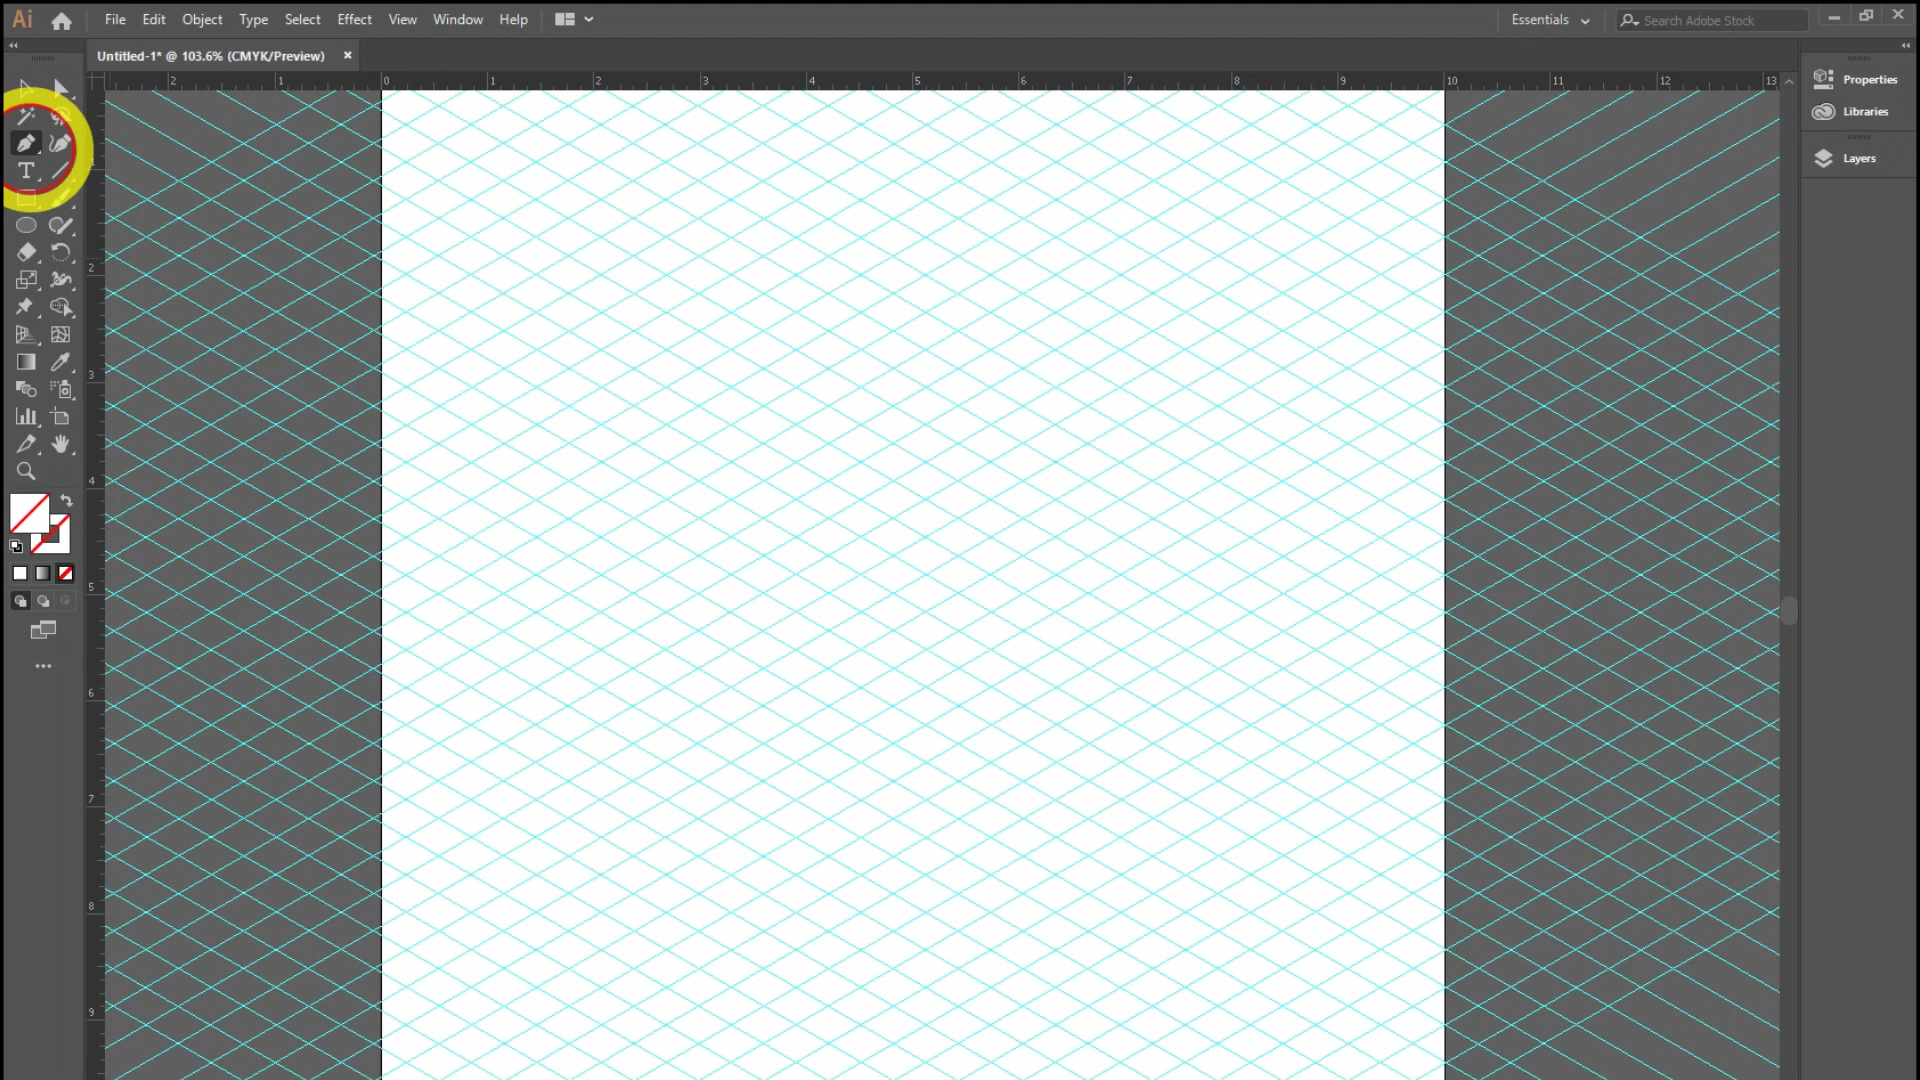 Ai File Edit Object Type Select Effect View Window Help Essentials Search Adobe Stock
Untitled-1* @ 103.6% (CMYK/Preview) ×
2 1 0 1 2 3 4 5 6 7 8 9 10 11 12 13
Properties
Libraries
Layers
T
2
3
4
5
6
7
8
9